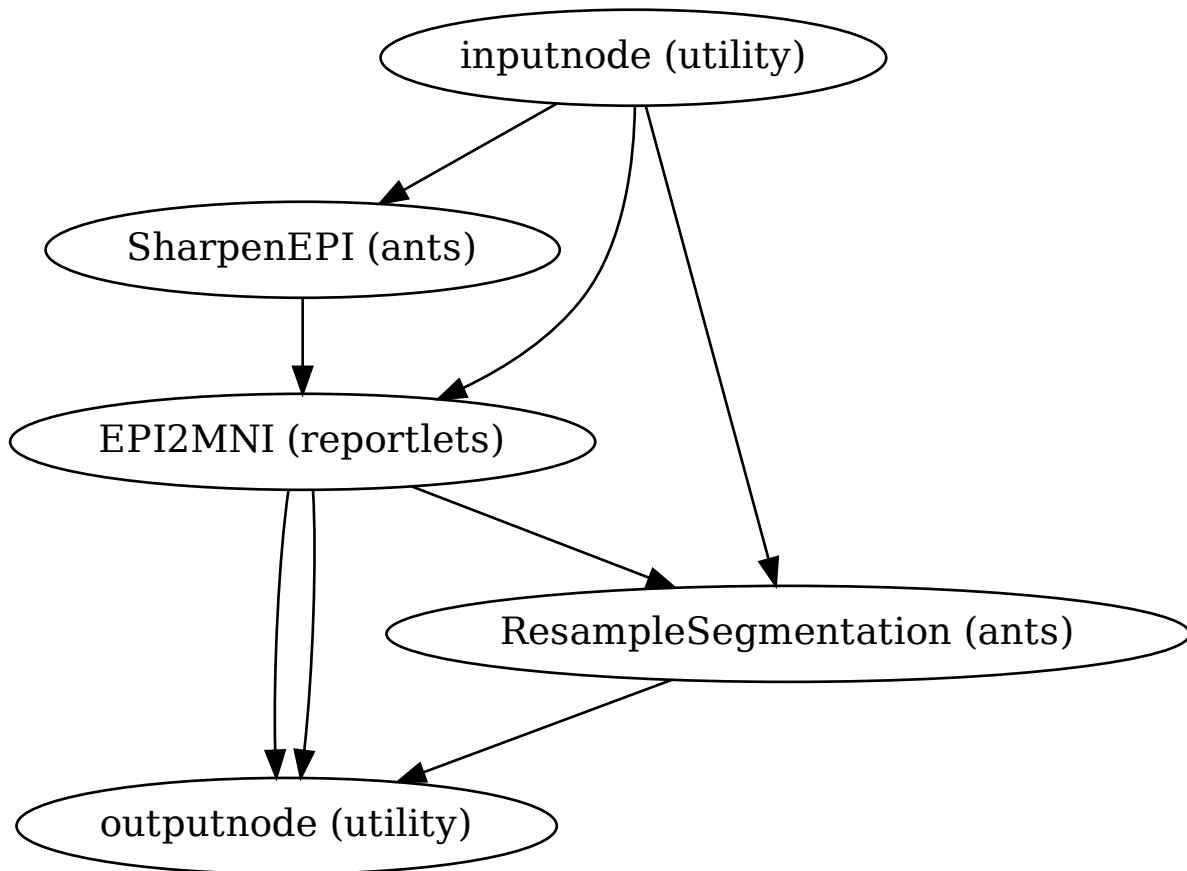 inputnode (utility)
SharpenEPI (ants)
EPI2MNI (reportlets)
ResampleSegmentation (ants)
outputnode (utility)